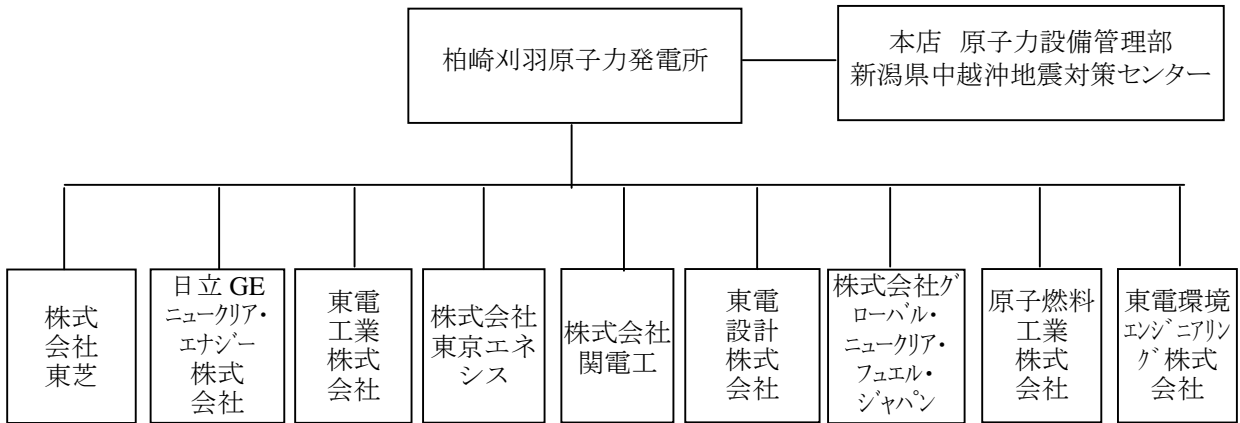 柏崎刈羽原子力発電所
本店 原子力設備管理部
新潟県中越沖地震対策センター
株式
会社
東芝
日立 GE
ニュークリア・
エナジー
株式
会社
東電
工業
株式
会社
株式会社
東京エネ
シス
株式会社
関電工
東電
設計
株式
会社
株式会社グ
ローバル・
ニュークリア・
フュエル・
ジャパン
原子燃料
工業
株式
会社
東電環境
エンジニアリン
グ株式
会社